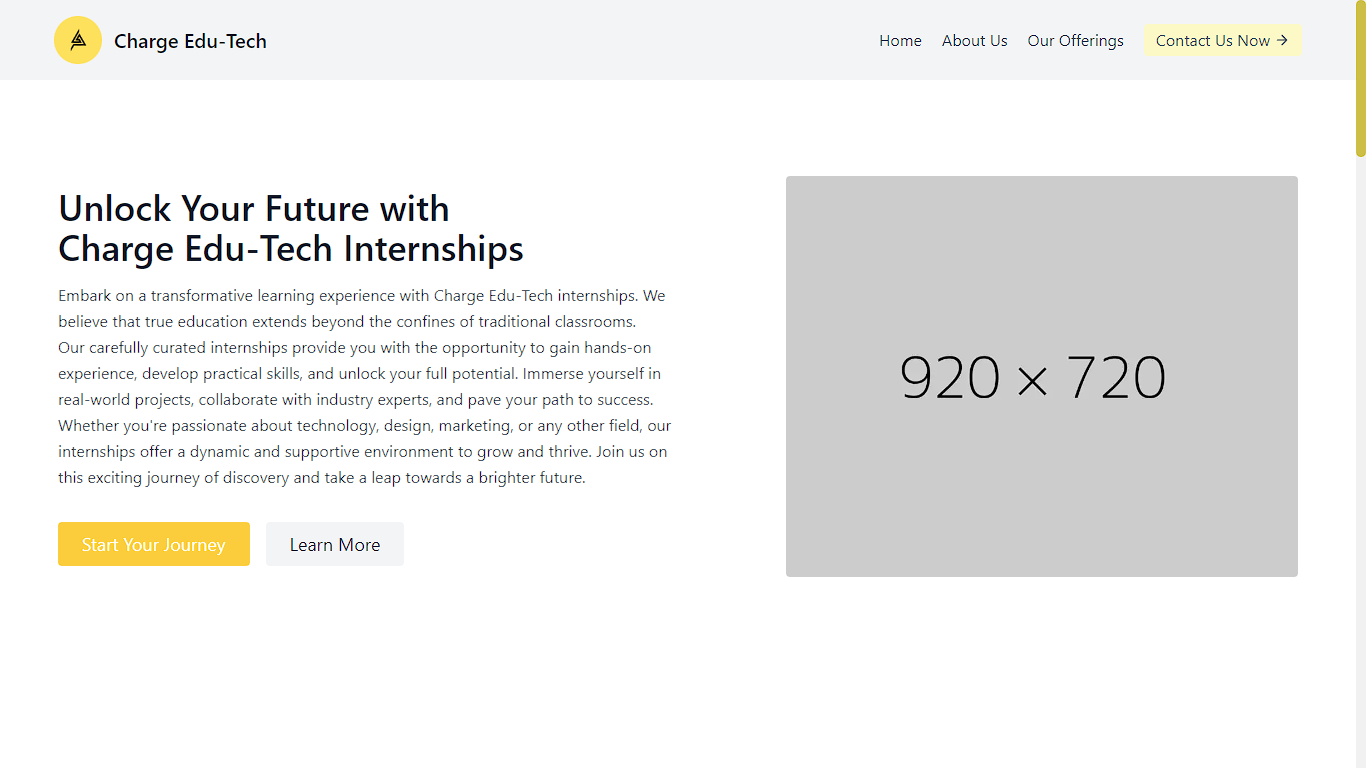 Charge Edu-Tech
Home
About Us
Our Offerings
Contact Us Now →
Unlock Your Future with
Charge Edu-Tech Internships
Embark on a transformative learning experience with Charge Edu-Tech internships. We
believe that true education extends beyond the confines of traditional classrooms.
Our carefully curated internships provide you with the opportunity to gain hands-on
experience, develop practical skills, and unlock your full potential. Immerse yourself in
real-world projects, collaborate with industry experts, and pave your path to success.
Whether you're passionate about technology, design, marketing, or any other field, our
internships offer a dynamic and supportive environment to grow and thrive. Join us on
this exciting journey of discovery and take a leap towards a brighter future.
Start Your Journey
Learn More
920 × 720